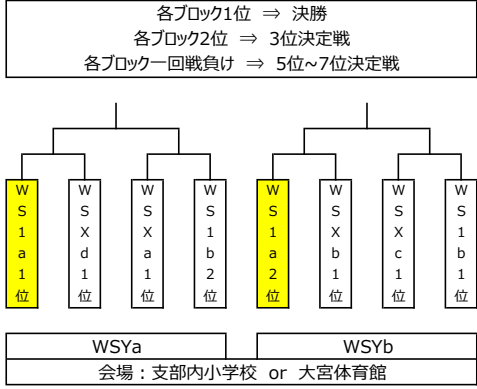 各ブロック1位 ⇒ 決勝
各ブロック2位 ⇒ 3位決定戦
各ブロック一回戦負け ⇒ 5位~7位決定戦
WS1a1位
WSXd1位
WSXa1位
WS1b2位
WS1a2位
WSXb1位
WSXc1位
WS1b1位
WSYa
WSYb
会場：支部内小学校 or 大宮体育館